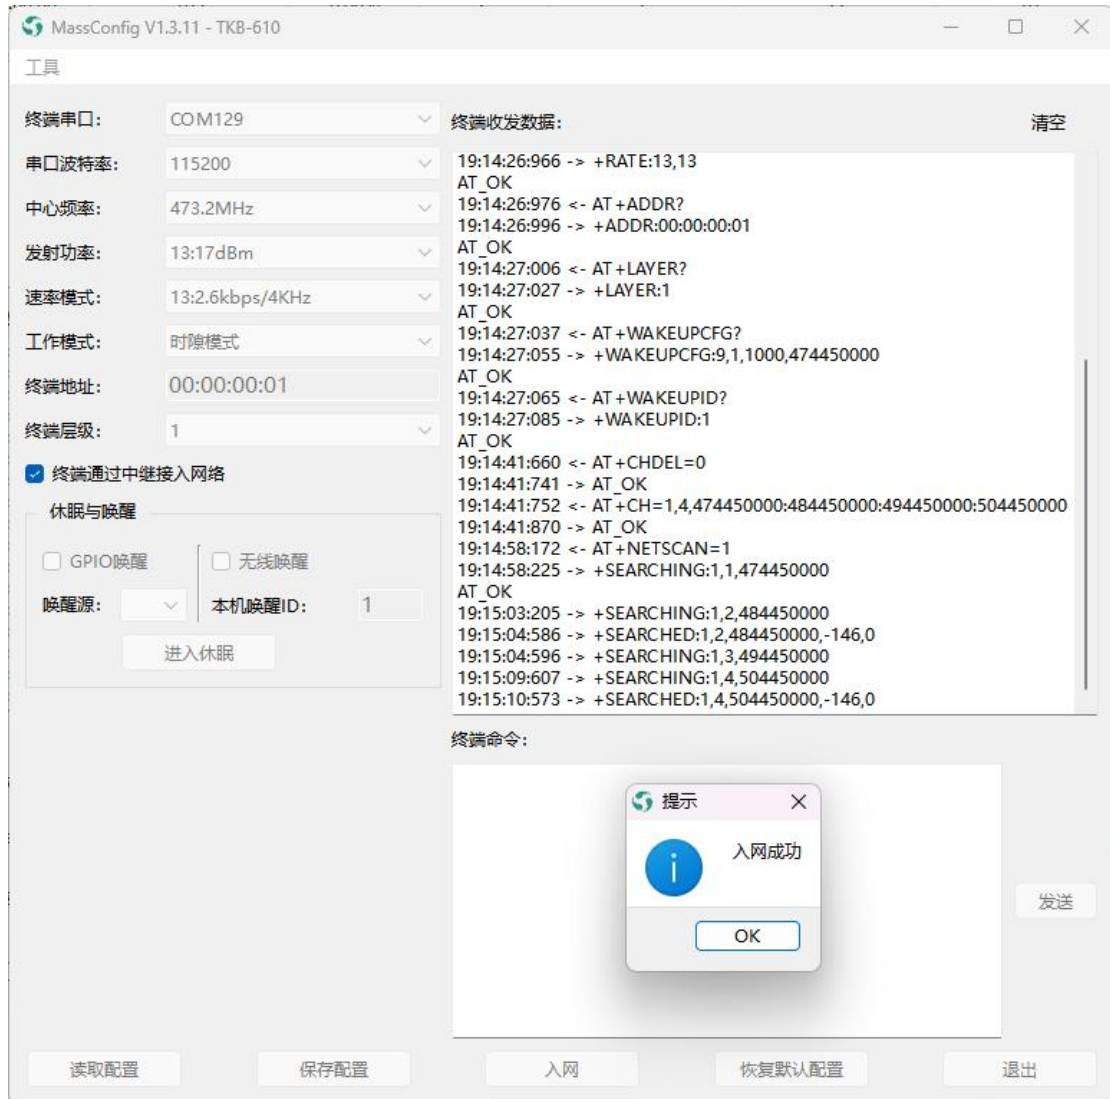 MassConfig V1.3.11 - TKB-610
工具
终端串口:
COM129
串口波特率:
115200
中心频率:
473.2MHz
发射功率:
13:17dBm
速率模式:
13:2.6kbps/4KHz
工作模式:
时隙模式
终端地址:
00:00:00:01
终端层级:
1
终端通过中继接入网络
休眠与唤醒
GPIO唤醒
无线唤醒
唤醒源:
本机唤醒ID:
1
进入休眠
终端收发数据:
清空
19:14:26:966 -> +RATE:13,13
AT_OK
19:14:26:976 <- AT+ADDR?
19:14:26:996 -> +ADDR:00:00:00:01
AT_OK
19:14:27:006 <- AT+LAYER?
19:14:27:027 -> +LAYER:1
AT_OK
19:14:27:037 <- AT+WAKEUPCFG?
19:14:27:055 -> +WAKEUPCFG:9,1,1000,474450000
AT_OK
19:14:27:065 <- AT+WAKEUPID?
19:14:27:085 -> +WAKEUPID:1
AT_OK
19:14:41:660 <- AT+CHDEL=0
19:14:41:741 -> AT_OK
19:14:41:752 <- AT+CH=1,4,474450000:484450000:494450000:504450000
19:14:41:870 -> AT_OK
19:14:58:172 <- AT+NETSCAN=1
19:14:58:225 -> +SEARCHING:1,1,474450000
AT_OK
19:15:03:205 -> +SEARCHING:1,2,484450000
19:15:04:586 -> +SEARCHED:1,2,484450000,-146,0
19:15:04:596 -> +SEARCHING:1,3,494450000
19:15:09:607 -> +SEARCHING:1,4,504450000
19:15:10:573 -> +SEARCHED:1,4,504450000,-146,0
终端命令:
提示
入网成功
OK
发送
读取配置
保存配置
入网
恢复默认配置
退出